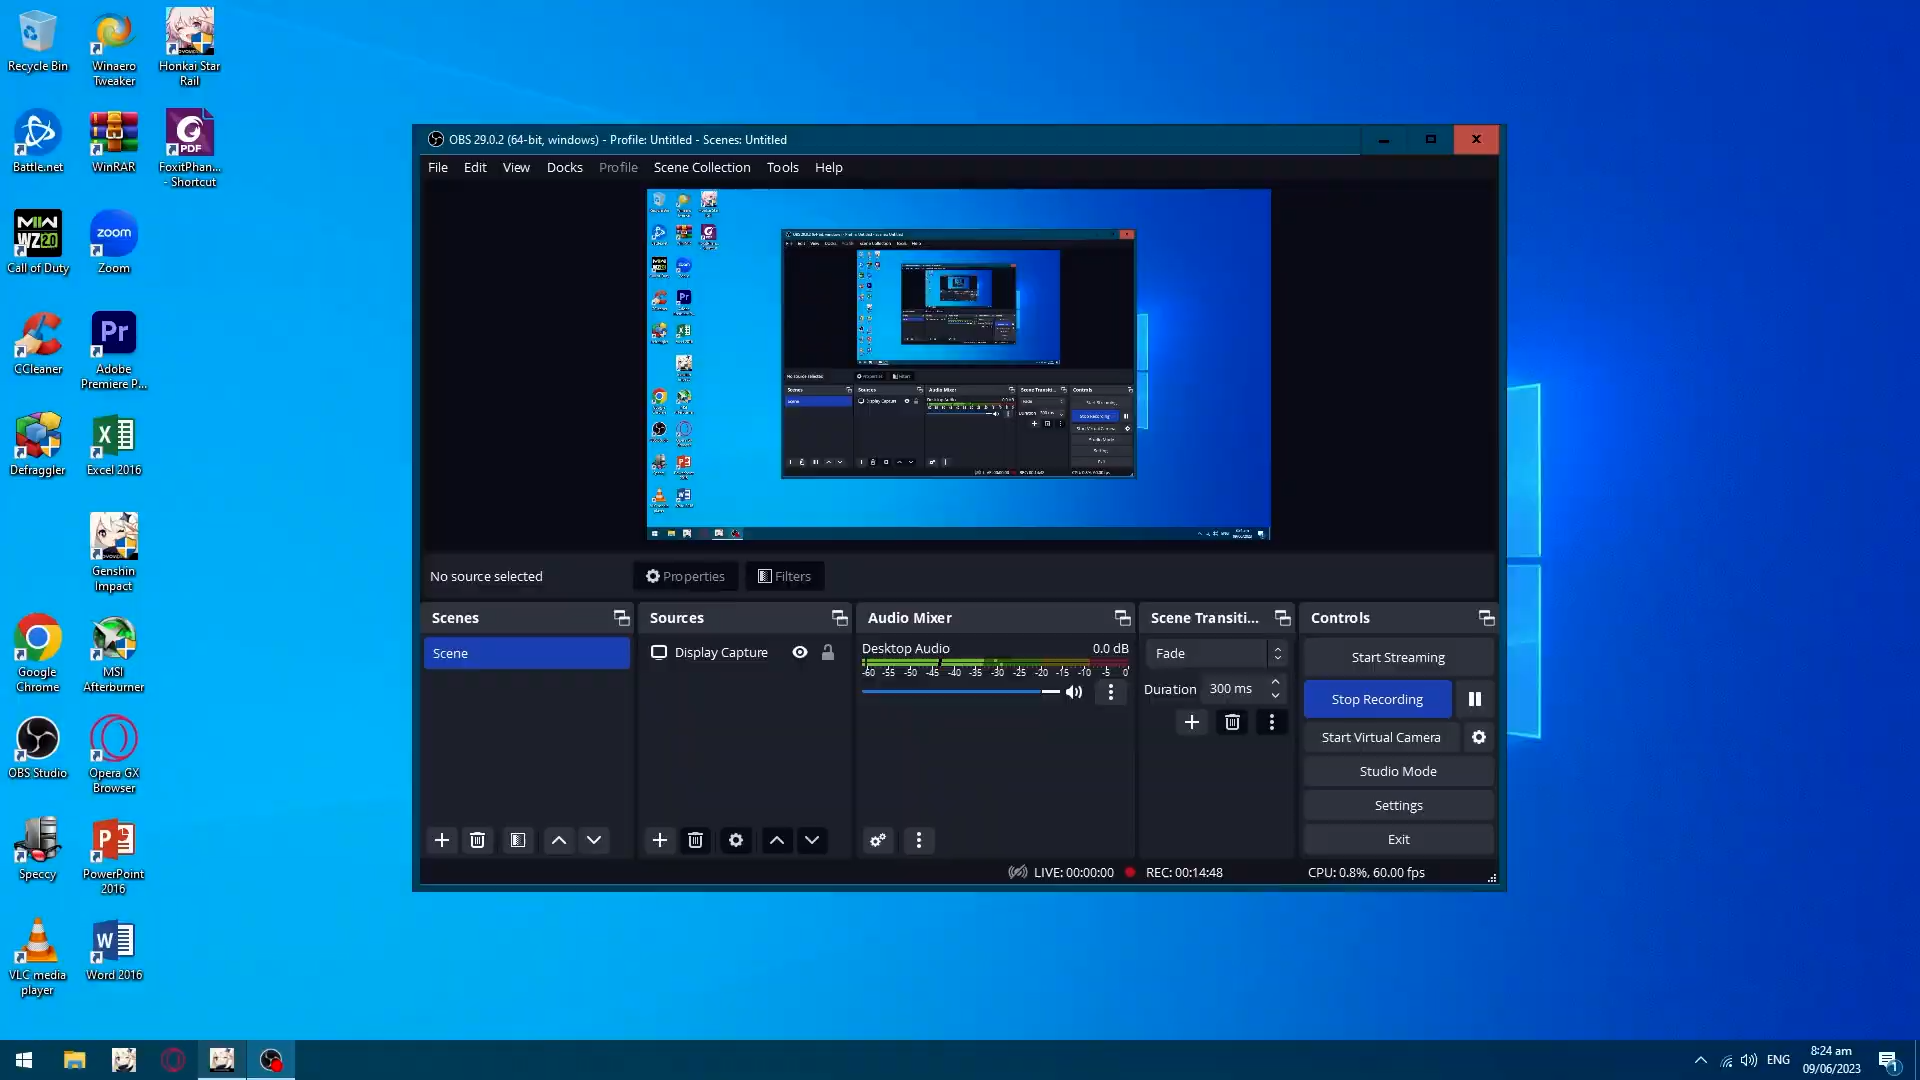 Recycle Bin
Winaero
Tweaker
Honkai Star
Rail
Battle.net
WinRAR
FoxitPhan...
- Shortcut
Call of Duty
Zoom
CCleaner
Adobe
Premiere P...
Defraggler
Excel 2016
Genshin
Impact
Google
Chrome
MSI
Afterburner
OBS Studio
Opera GX
Browser
Speccy
PowerPoint
2016
VLC media
player
Word 2016
OBS 29.0.2 (64-bit, windows) - Profile: Untitled - Scenes: Untitled
File Edit View Docks Profile Scene Collection Tools Help
No source selected
Properties
Filters
Scenes
Scene
Sources
Display Capture
Audio Mixer
Desktop Audio 0.0 dB
-60 -55 -50 -45 -40 -35 -30 -25 -20 -15 -10 -5 0
Scene Transiti...
Fade
Duration 300 ms
Controls
Start Streaming
Stop Recording
Start Virtual Camera
Studio Mode
Settings
Exit
LIVE: 00:00:00 REC: 00:14:48 CPU: 0.8%, 60.00 fps
ENG
8:24 am
09/06/2023
1